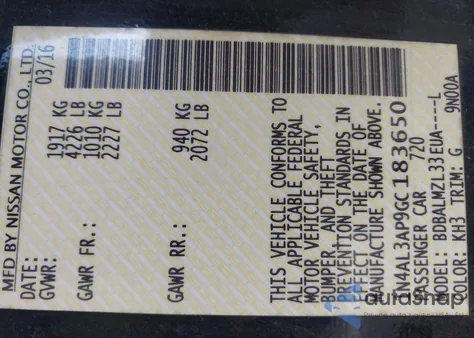 MFD BY NISSAN MOTOR CO., LTD.
DATE: 03/16
GVWR: 1917 KG
4226 LB
GAWR FR.: 1010 KG
2227 LB
GAWR RR.: 940 KG
2072 LB
THIS VEHICLE CONFORMS TO
ALL APPLICABLE FEDERAL
MOTOR VEHICLE SAFETY,
BUMPER, AND THEFT
PREVENTION STANDARDS IN
EFFECT ON THE DATE OF
MANUFACTURE SHOWN ABOVE.
1N4AL3AP9GC183650
PASSENGER CAR 720
MODEL: BDBALMZL33EUA----L
COLOR: KH3 TRIM: G 9N00A
autasnap